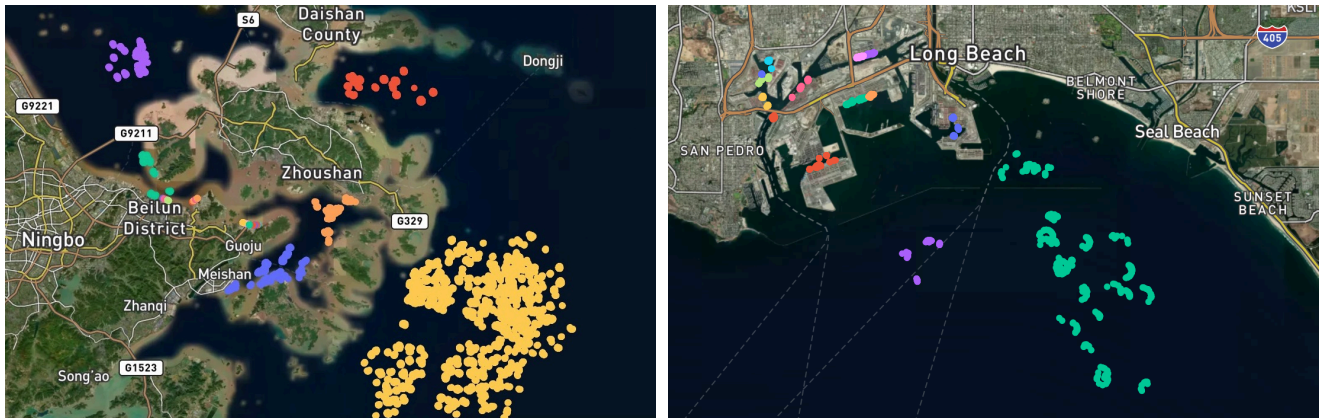 Daishan
County
S6
Dongji
G9221
G9211
Zhoushan
Beilun
District
G329
Ningbo
Guoju
Meishan
Zhanqi
G1523
Song'ao
405
Long Beach
BELMONT
SHORE
Seal Beach
SAN PEDRO
SUNSET
BEACH